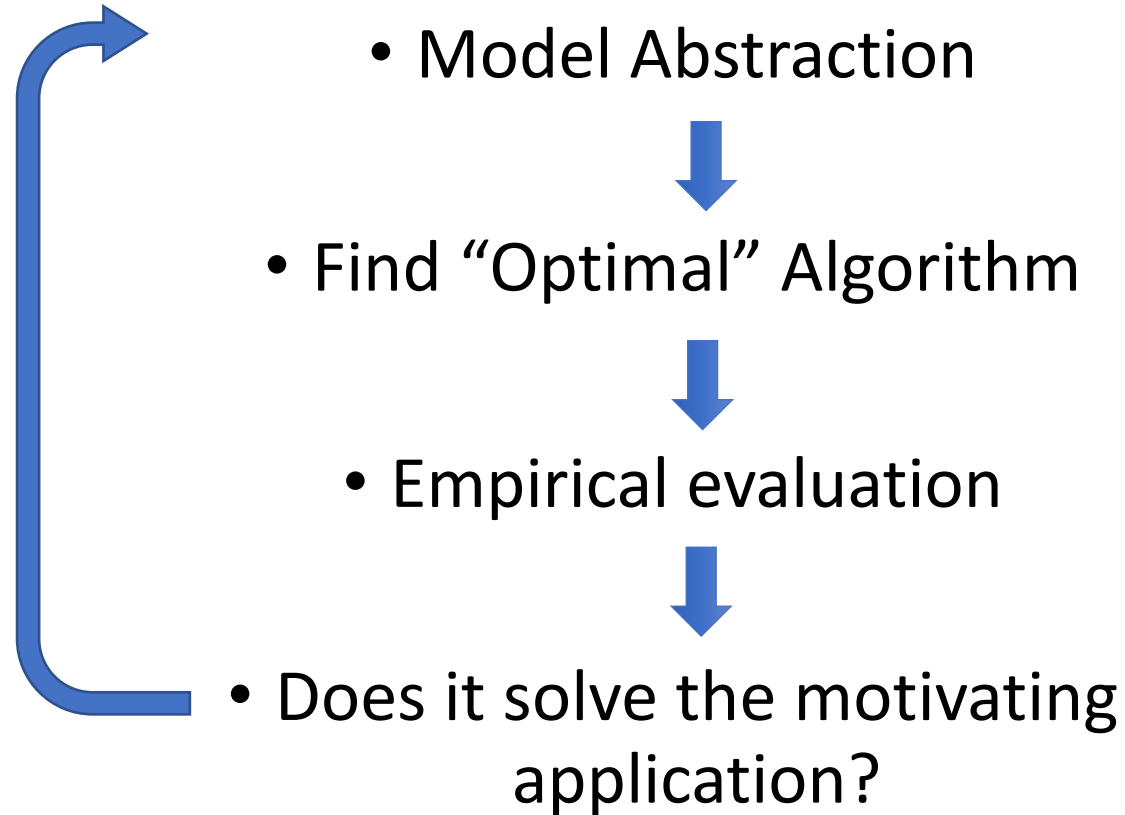 • Model Abstraction
• Find “Optimal” Algorithm
• Empirical evaluation
• Does it solve the motivating
application?